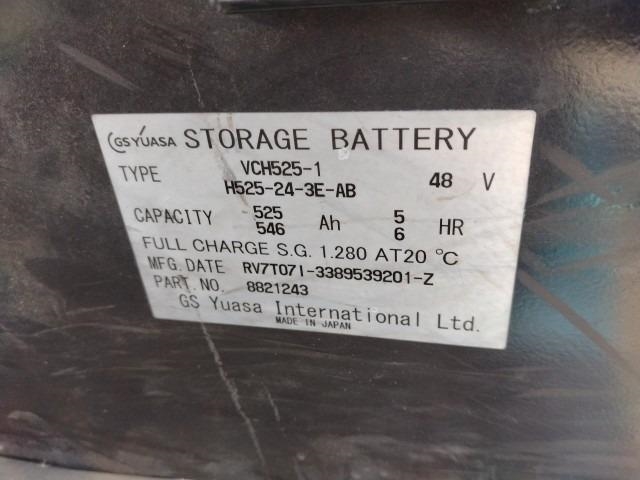 GS YUASA STORAGE BATTERY
TYPE VCH525-1 48 V
H525-24-3E-AB
CAPACITY 525 Ah 5 HR
546 6
FULL CHARGE S.G. 1.280 AT20 ℃
MFG. DATE RV7T07I-3389539201-Z
PART. NO. 8821243
GS Yuasa International Ltd.
MADE IN JAPAN